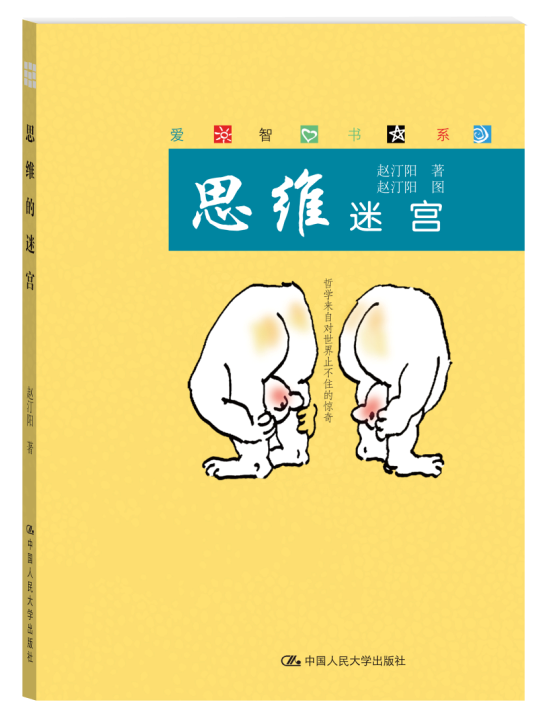 爱智书系
赵汀阳 著
赵汀阳 图
思维迷宫
哲学来自对世界止不住的惊奇
中国人民大学出版社
思维的迷宫
赵汀阳 著
中国人民大学出版社